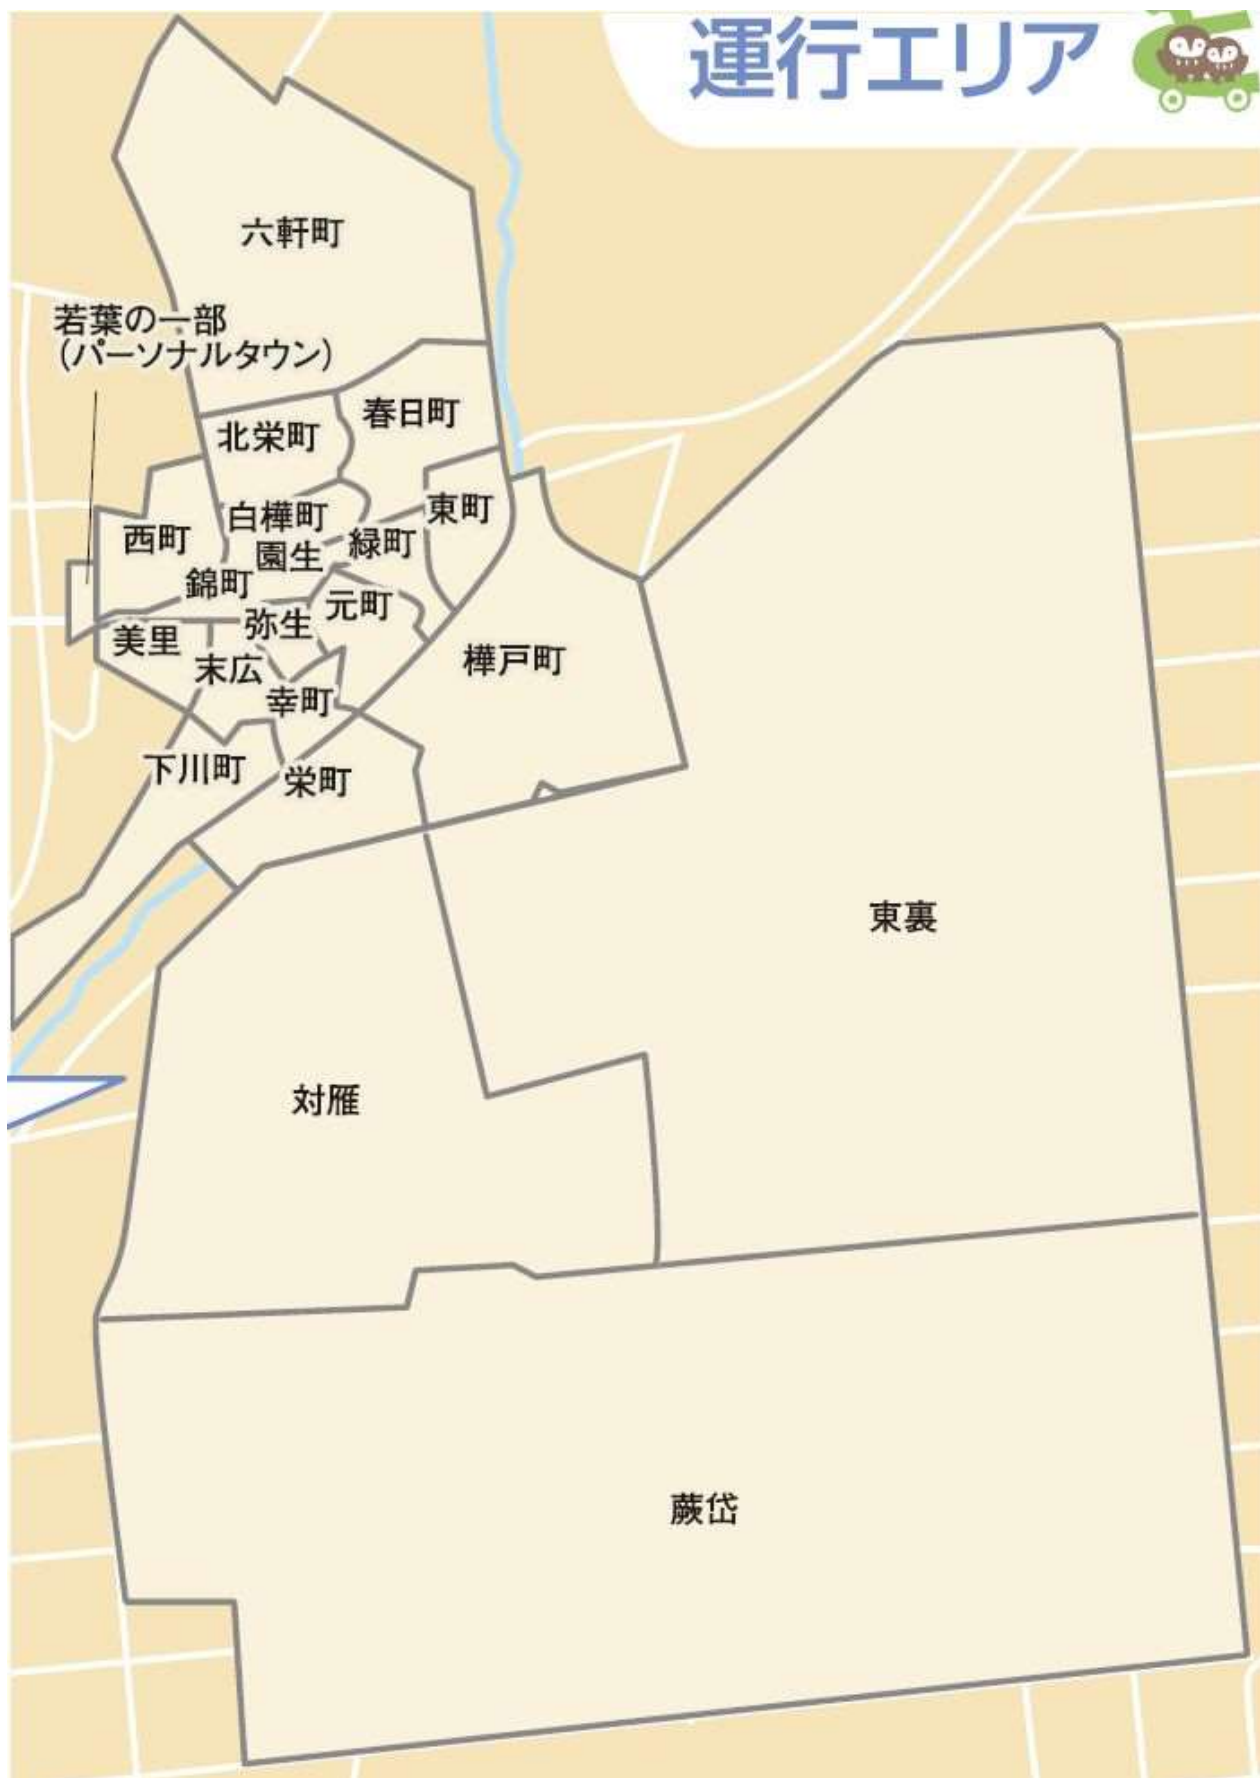 運行エリア
六軒町
若葉の一部
(パーソナルタウン)
春日町
北栄町
東町
白樺町
西町
緑町
園生
錦町
元町
弥生
美里
樺戸町
末広
幸町
下川町
栄町
東裏
対雁
蕨岱